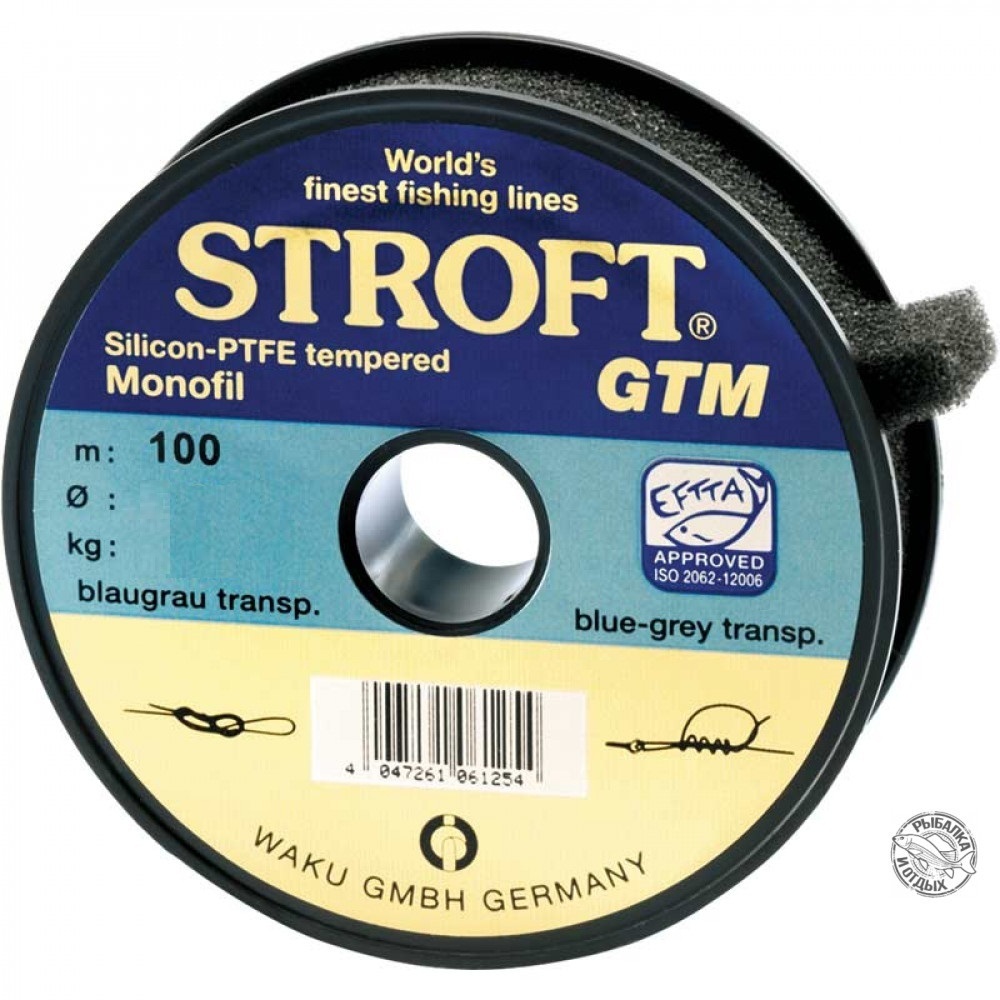 World's
finest fishing lines
STROFT®
Silicon-PTFE tempered
Monofil
GTM
m: 100
Ø :
kg:
blaugrau transp.
EFTTA
APPROVED
ISO 2062-12006
blue-grey transp.
4 047261 061254
WAKU GMBH GERMANY
РЫБАЛКА
И ОТДЫХ